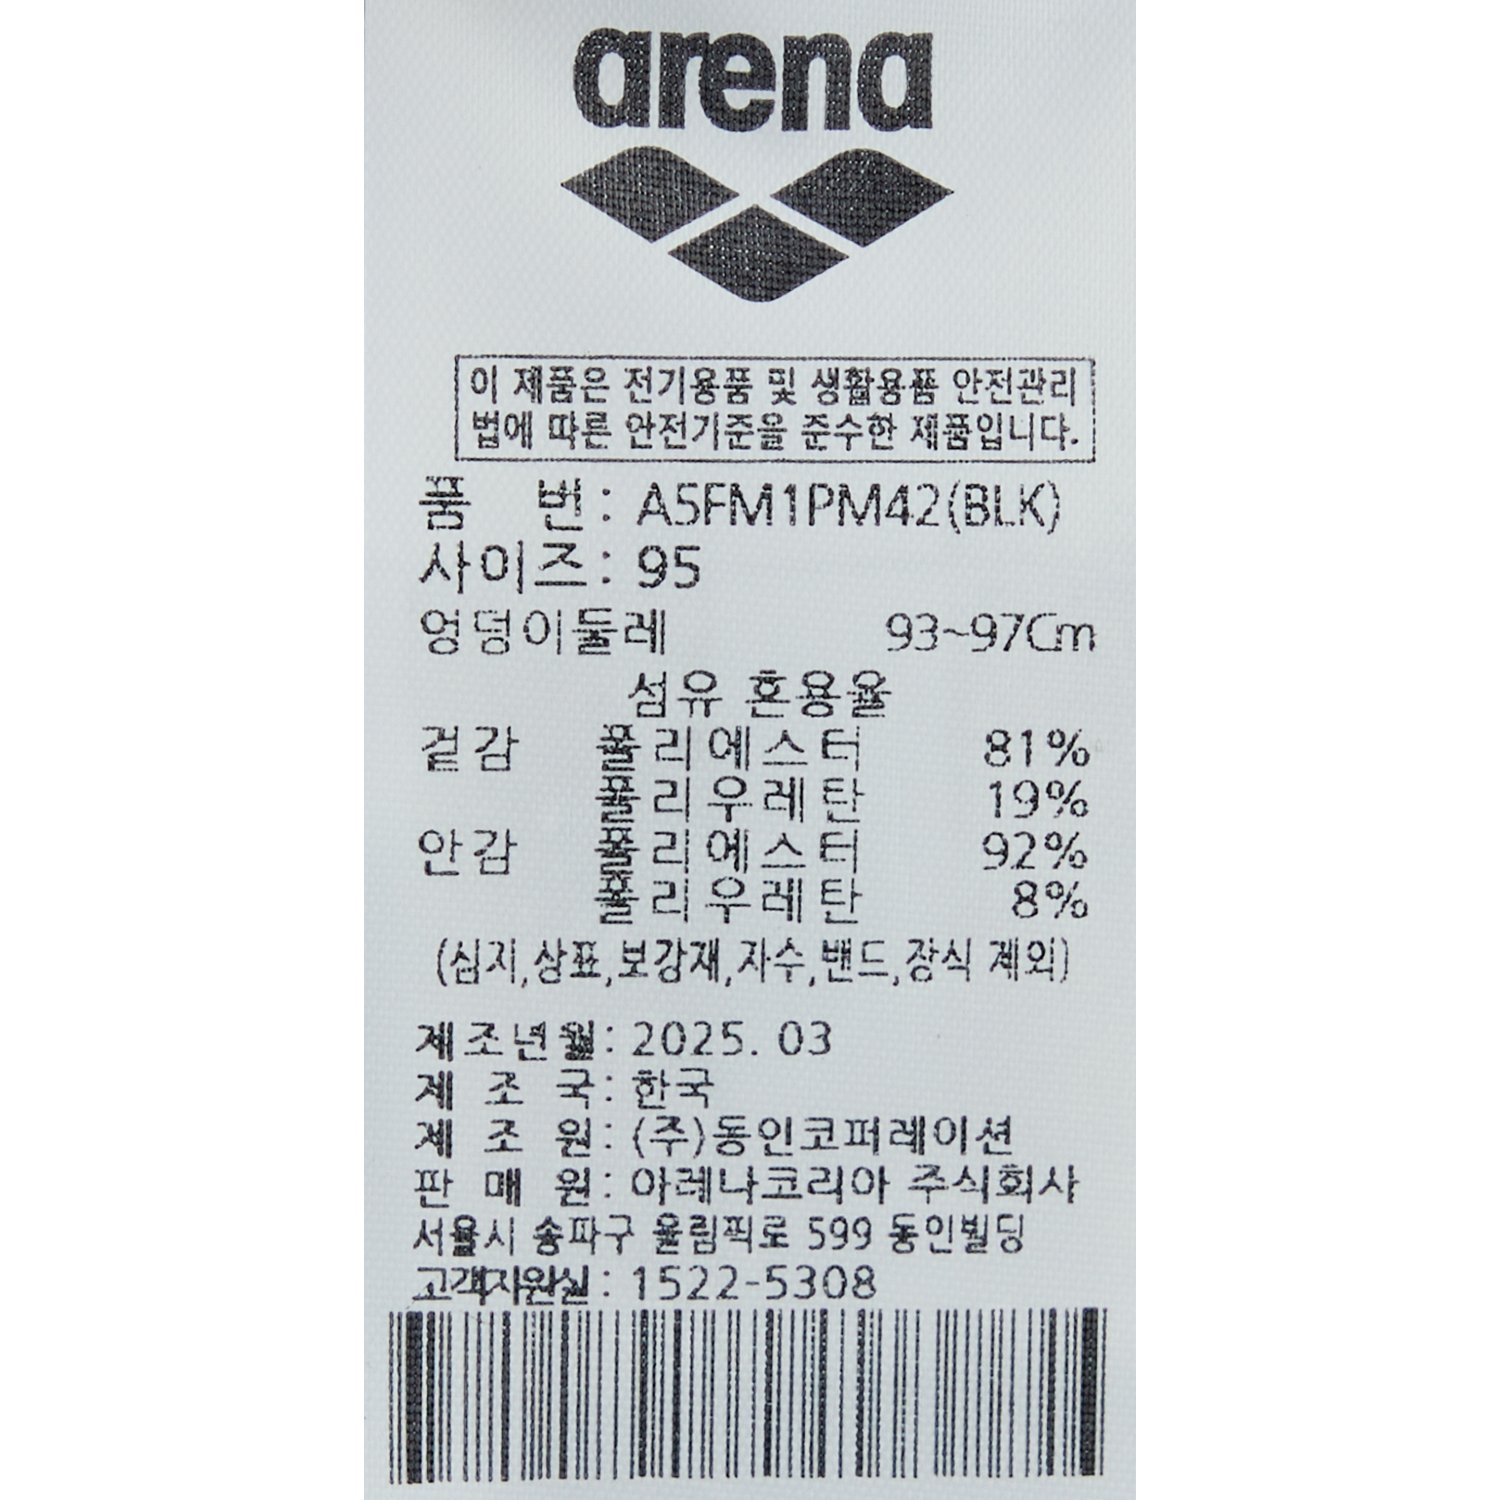 arena
이 제품은 전기용품 및 생활용품 안전관리
법에 따른 안전기준을 준수한 제품입니다.
품 번: A5FM1PM42(BLK)
사이즈: 95
엉덩이둘레 93~97Cm
섬유 혼용율
겉감 폴리에스터 81%
폴리우레탄 19%
안감 폴리에스터 92%
폴리우레탄 8%
(심지,상표,보강재,자수,밴드,장식 제외)
제조년월: 2025. 03
제 조 국: 한국
제 조 원: (주)동인코퍼레이션
판 매 원: 아레나코리아 주식회사
서울시 송파구 올림픽로 599 동인빌딩
고객지원실: 1522-5308